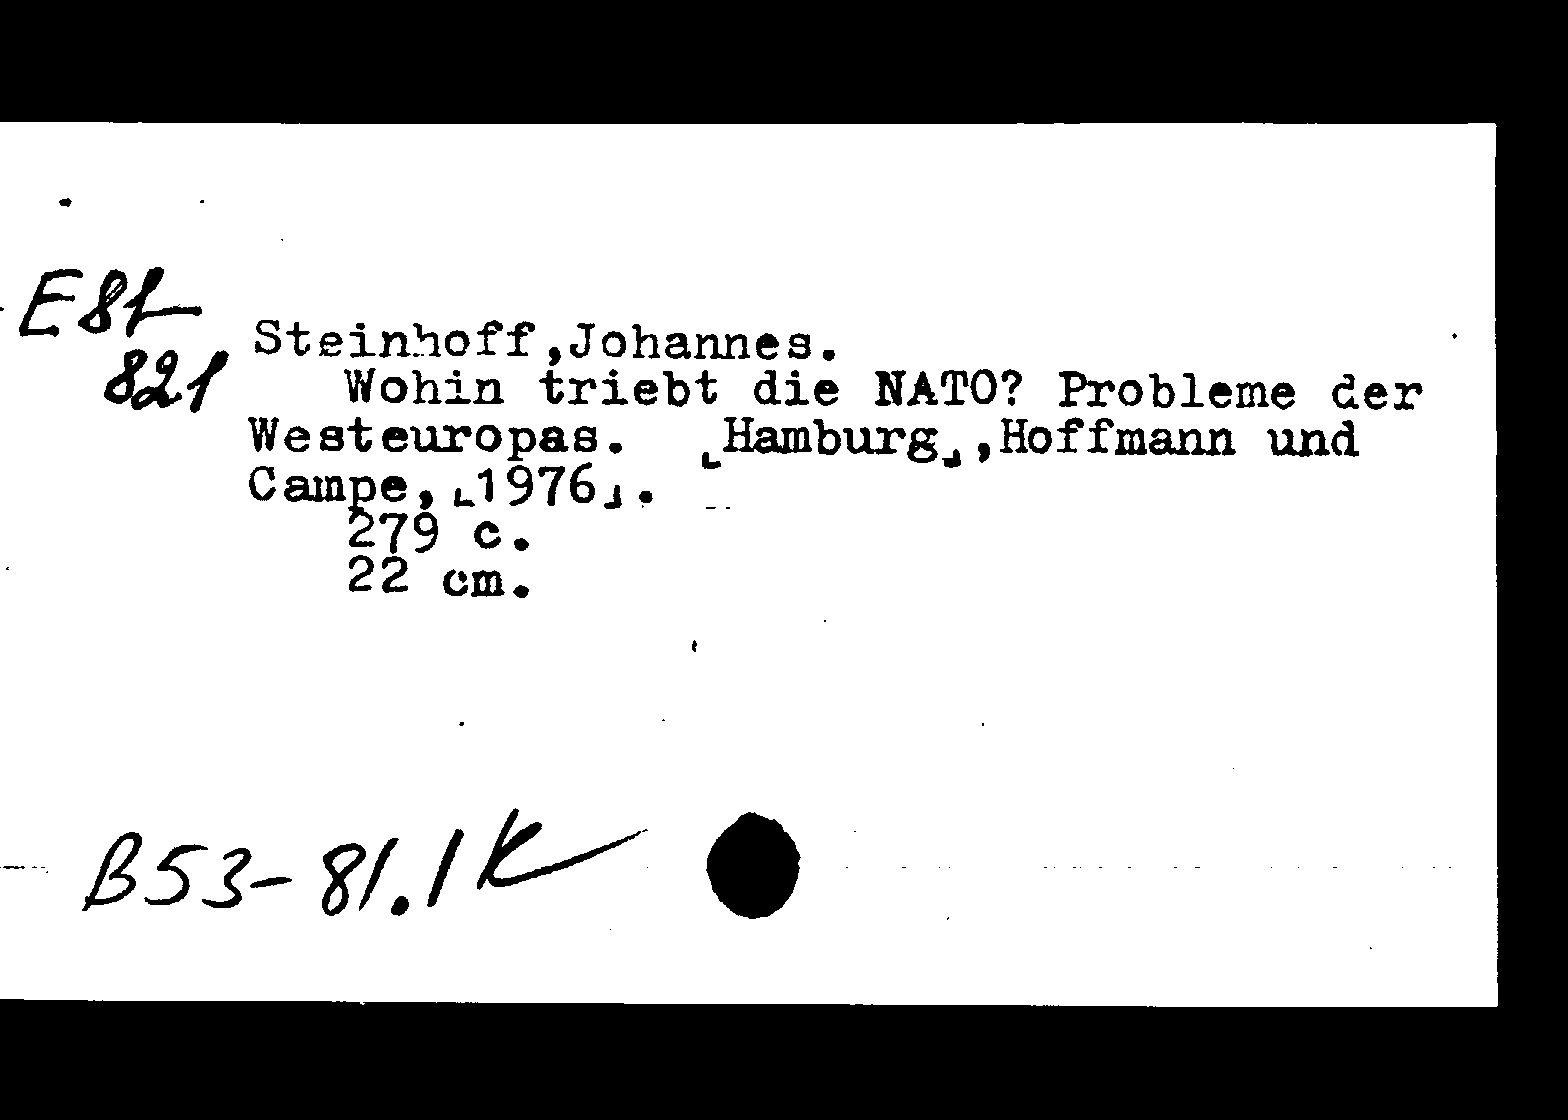 E81-
821
Steinhoff,Johannes.
Wohin triebt die NATO? Probleme der
Westeuropas. ⌞Hamburg⌟,Hoffmann und
Campe,⌞1976⌟.
279 c.
22 cm.
B53-81.1K